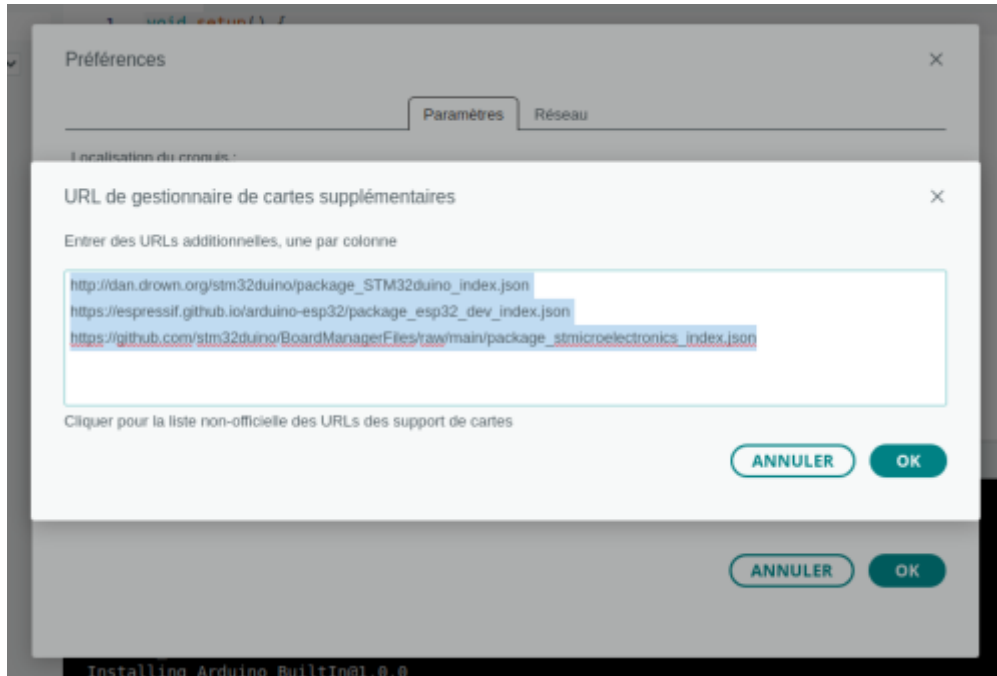 1 void setup() {
Préférences
Paramètres Réseau
Localisation du croquis :
URL de gestionnaire de cartes supplémentaires
Entrer des URLs additionnelles, une par colonne
http://dan.drown.org/stm32duino/package_STM32duino_index.json
https://espressif.github.io/arduino-esp32/package_esp32_dev_index.json
https://github.com/stm32duino/BoardManagerFiles/raw/main/package_stmicroelectronics_index.json
Cliquer pour la liste non-officielle des URLs des support de cartes
ANNULER OK
ANNULER OK
Installing Arduino_BuiltIn@1.0.0